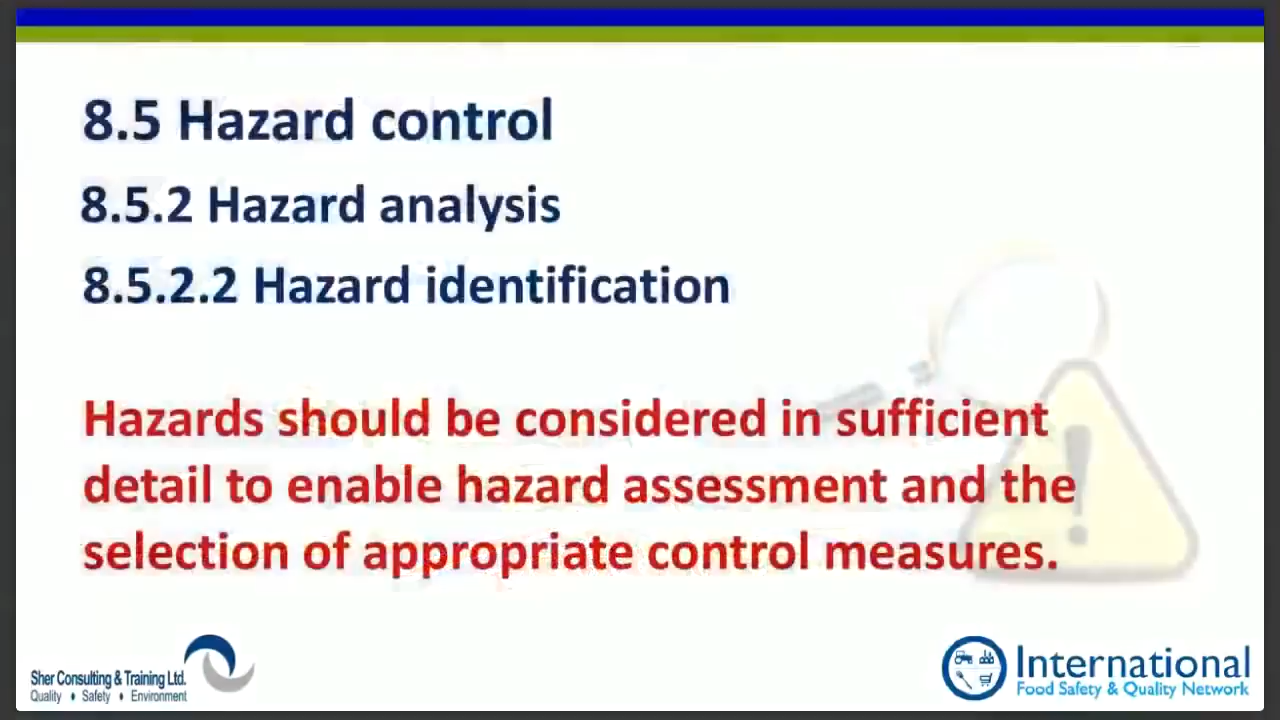 8.5 Hazard control
8.5.2 Hazard analysis
8.5.2.2 Hazard identification
Hazards should be considered in sufficient
detail to enable hazard assessment and the
selection of appropriate control measures.
Sher Consulting & Training Ltd.
Quality • Safety • Environment
International
Food Safety & Quality Network